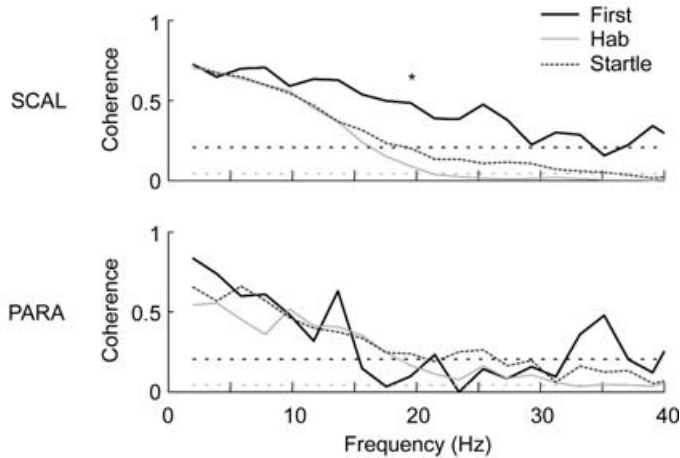 1
First
Hab
Startle
SCAL
Coherence
0.5
*
0
1
PARA
Coherence
0.5
0
0 10 20 30 40
Frequency (Hz)